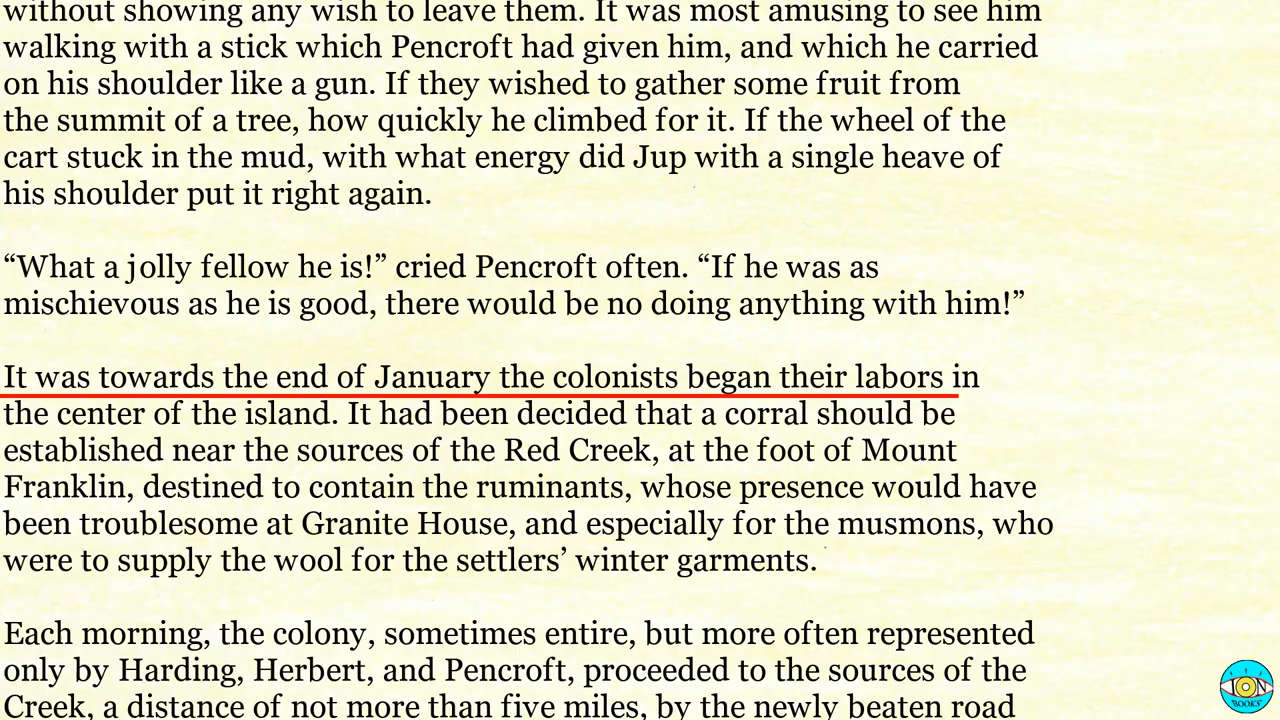 without showing any wish to leave them. It was most amusing to see him
walking with a stick which Pencroft had given him, and which he carried
on his shoulder like a gun. If they wished to gather some fruit from
the summit of a tree, how quickly he climbed for it. If the wheel of the
cart stuck in the mud, with what energy did Jup with a single heave of
his shoulder put it right again.
“What a jolly fellow he is!” cried Pencroft often. “If he was as
mischievous as he is good, there would be no doing anything with him!”
It was towards the end of January the colonists began their labors in
the center of the island. It had been decided that a corral should be
established near the sources of the Red Creek, at the foot of Mount
Franklin, destined to contain the ruminants, whose presence would have
been troublesome at Granite House, and especially for the musmons, who
were to supply the wool for the settlers’ winter garments.
Each morning, the colony, sometimes entire, but more often represented
only by Harding, Herbert, and Pencroft, proceeded to the sources of the
Creek, a distance of not more than five miles, by the newly beaten road
BOOKS